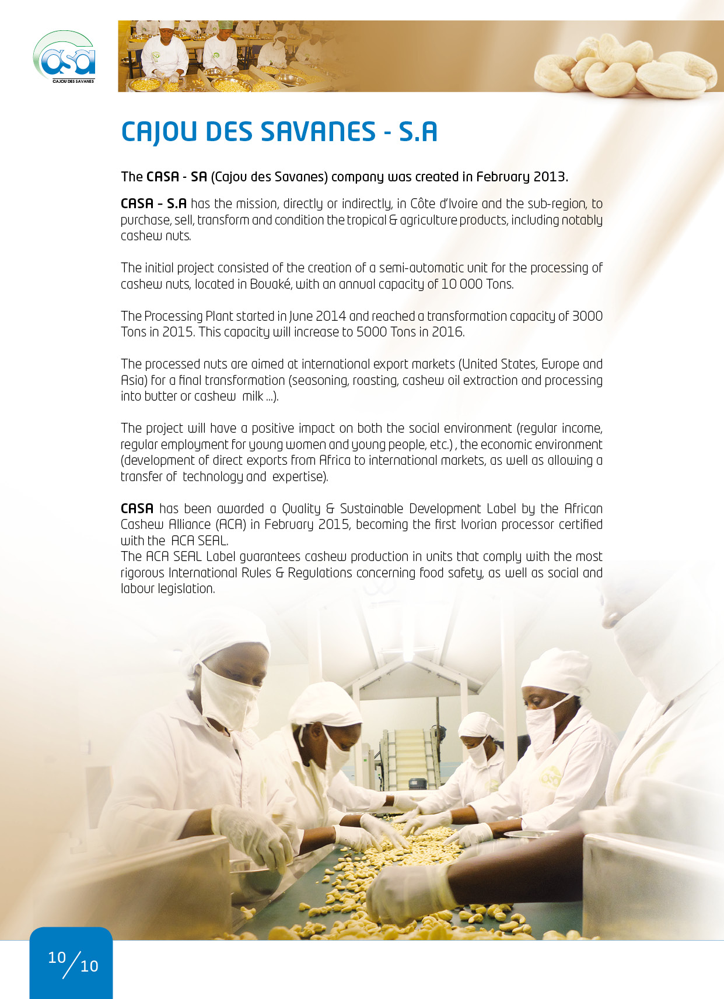 casa
CAJOU DES SAVANES
CAJOU DES SAVANES - S.A
The CASA - SA (Cajou des Savanes) company was created in February 2013.
CASA – S.A has the mission, directly or indirectly, in Côte d'Ivoire and the sub-region, to
purchase, sell, transform and condition the tropical & agriculture products, including notably
cashew nuts.
The initial project consisted of the creation of a semi-automatic unit for the processing of
cashew nuts, located in Bouaké, with an annual capacity of 10 000 Tons.
The Processing Plant started in June 2014 and reached a transformation capacity of 3000
Tons in 2015. This capacity will increase to 5000 Tons in 2016.
The processed nuts are aimed at international export markets (United States, Europe and
Asia) for a final transformation (seasoning, roasting, cashew oil extraction and processing
into butter or cashew milk ...).
The project will have a positive impact on both the social environment (regular income,
regular employment for young women and young people, etc.) , the economic environment
(development of direct exports from Africa to international markets, as well as allowing a
transfer of technology and expertise).
CASA has been awarded a Quality & Sustainable Development Label by the African
Cashew Alliance (ACA) in February 2015, becoming the first Ivorian processor certified
with the ACA SEAL.
The ACA SEAL Label guarantees cashew production in units that comply with the most
rigorous International Rules & Regulations concerning food safety, as well as social and
labour legislation.
10/10